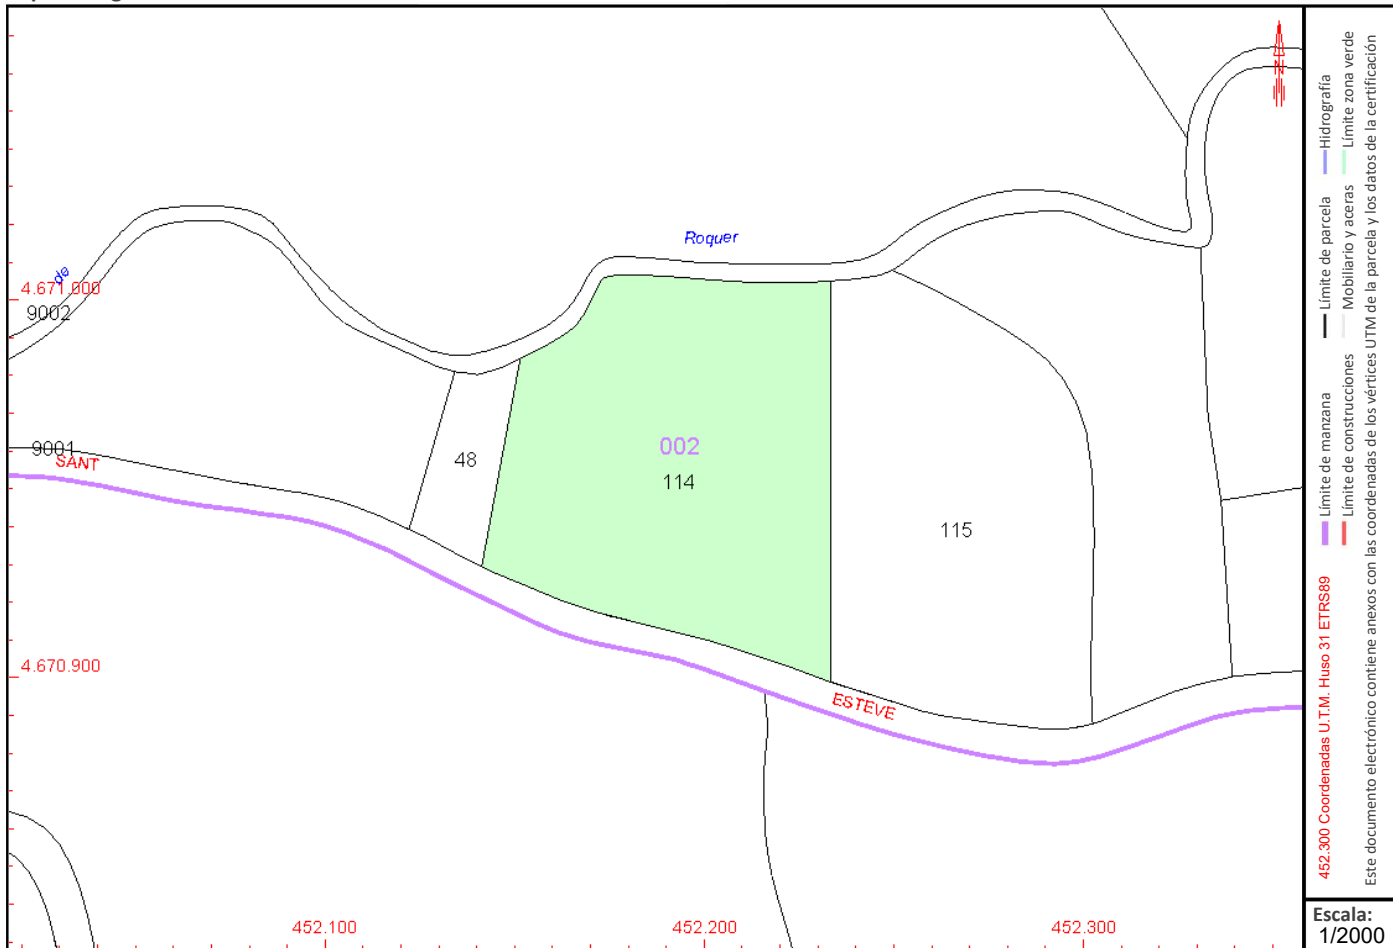 Roquer
de
4.671.000
9002
9001
SANT
48
002
114
115
4.670.900
ESTEVE
452.100
452.200
452.300
N
452.300 Coordenadas U.T.M. Huso 31 ETRS89
Límite de manzana
Límite de parcela
Hidrografía
Límite de construcciones
Mobiliario y aceras
Límite zona verde
Este documento electrónico contiene anexos con las coordenadas de los vértices UTM de la parcela y los datos de la certificación
Escala:
1/2000